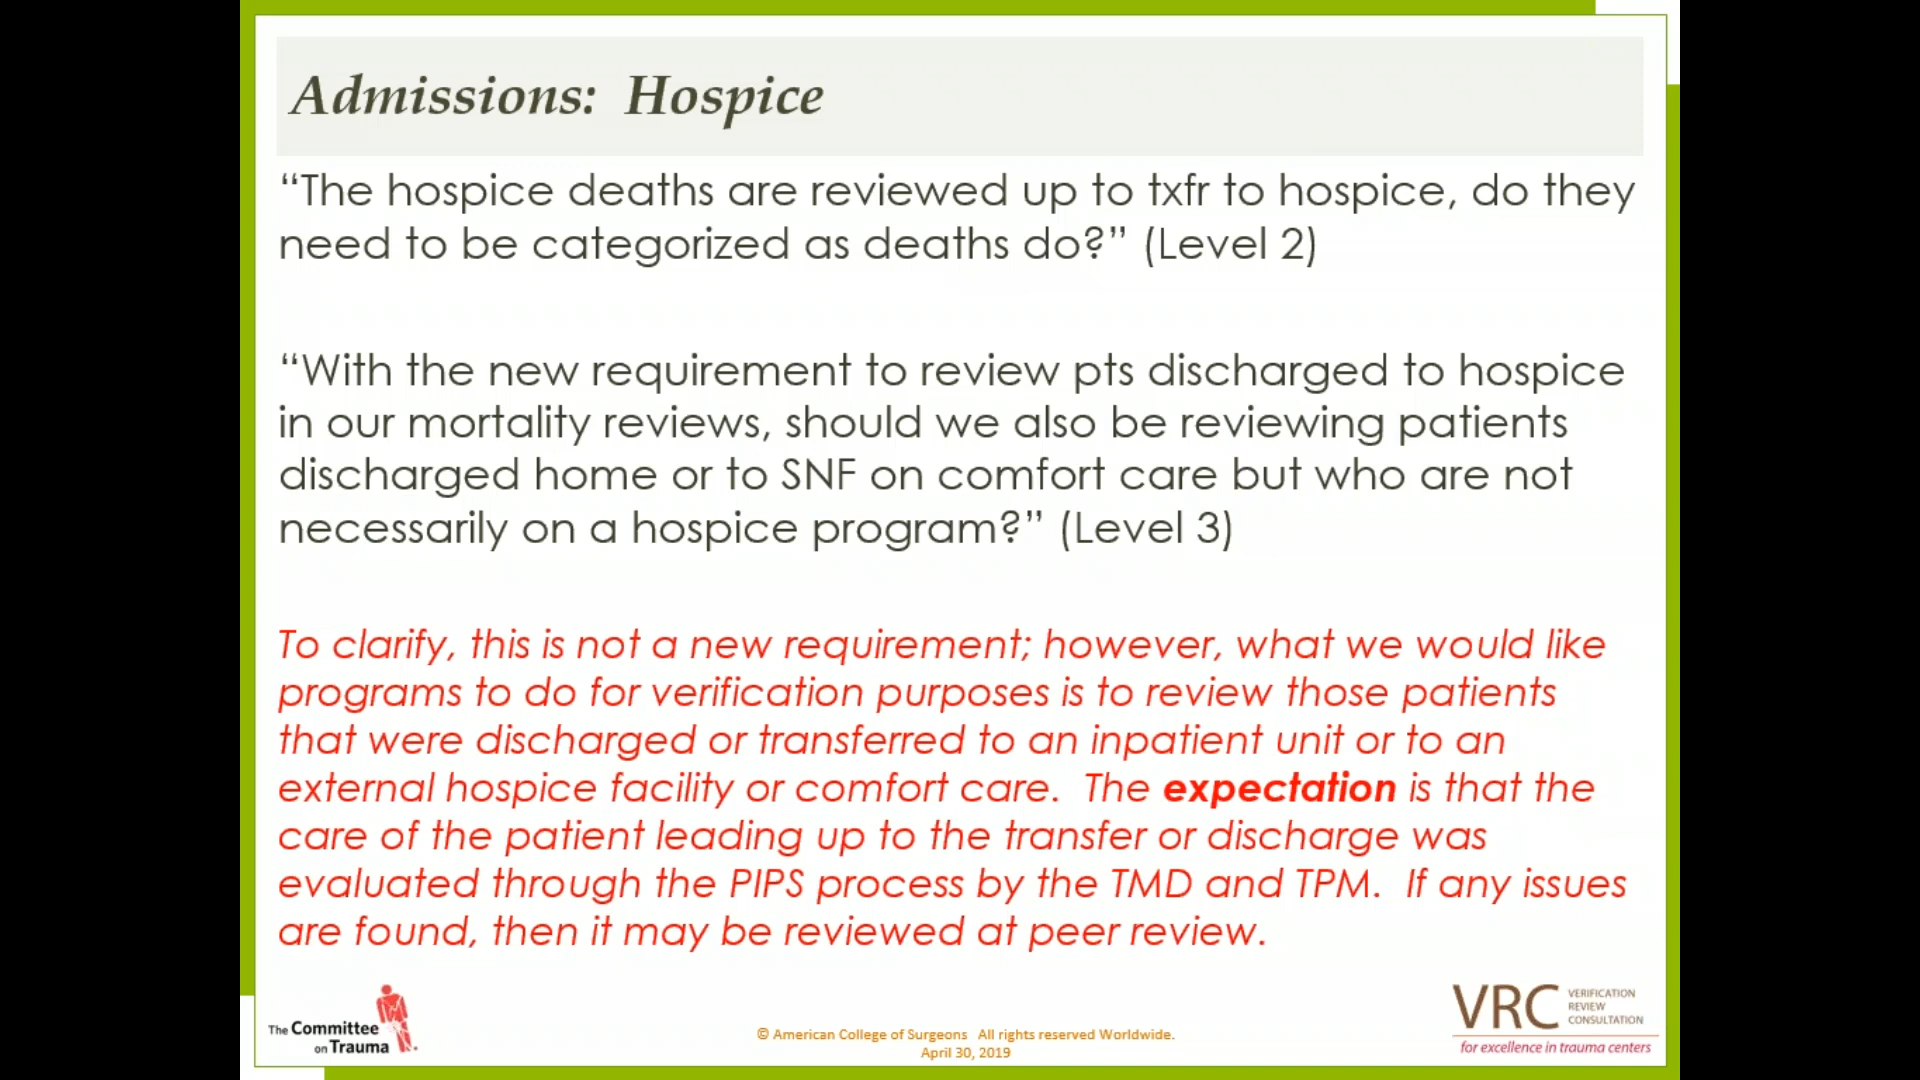 Admissions: Hospice
“The hospice deaths are reviewed up to txfr to hospice, do they
need to be categorized as deaths do?” (Level 2)
“With the new requirement to review pts discharged to hospice
in our mortality reviews, should we also be reviewing patients
discharged home or to SNF on comfort care but who are not
necessarily on a hospice program?” (Level 3)
To clarify, this is not a new requirement; however, what we would like
programs to do for verification purposes is to review those patients
that were discharged or transferred to an inpatient unit or to an
external hospice facility or comfort care. The expectation is that the
care of the patient leading up to the transfer or discharge was
evaluated through the PIPS process by the TMD and TPM. If any issues
are found, then it may be reviewed at peer review.
The Committee
on Trauma
© American College of Surgeons All rights reserved Worldwide.
April 30, 2019
VRC
VERIFICATION
REVIEW
CONSULTATION
for excellence in trauma centers